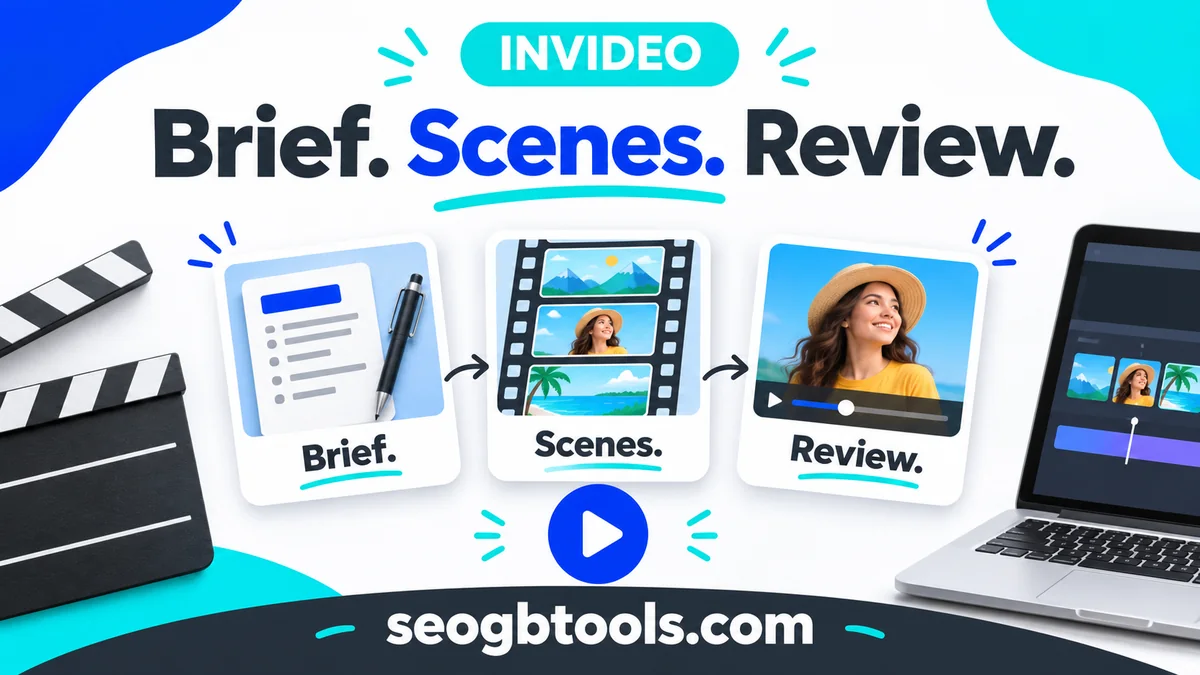 INVIDEO
Brief. Scenes. Review.
Brief.
Scenes.
Review.
seogbtools.com